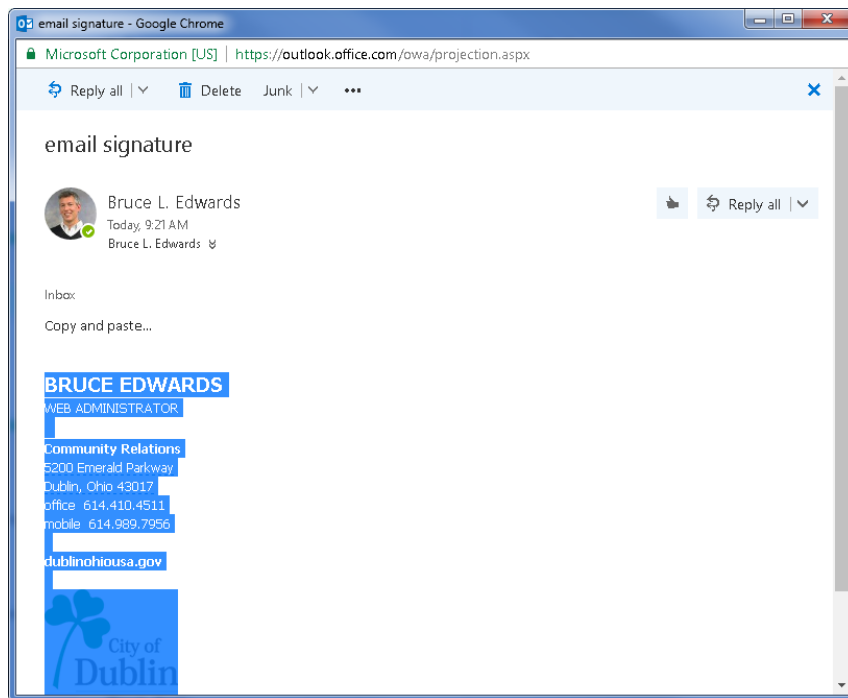 email signature - Google Chrome
Microsoft Corporation [US] | https://outlook.office.com/owa/projection.aspx
Reply all Delete Junk
email signature
Bruce L. Edwards
Today, 9:21 AM
Bruce L. Edwards
Reply all
Inbox
Copy and paste...
BRUCE EDWARDS
WEB ADMINISTRATOR
Community Relations
5200 Emerald Parkway
Dublin, Ohio 43017
office 614.410.4511
mobile 614.989.7956
dublinohiousa.gov
City of
Dublin